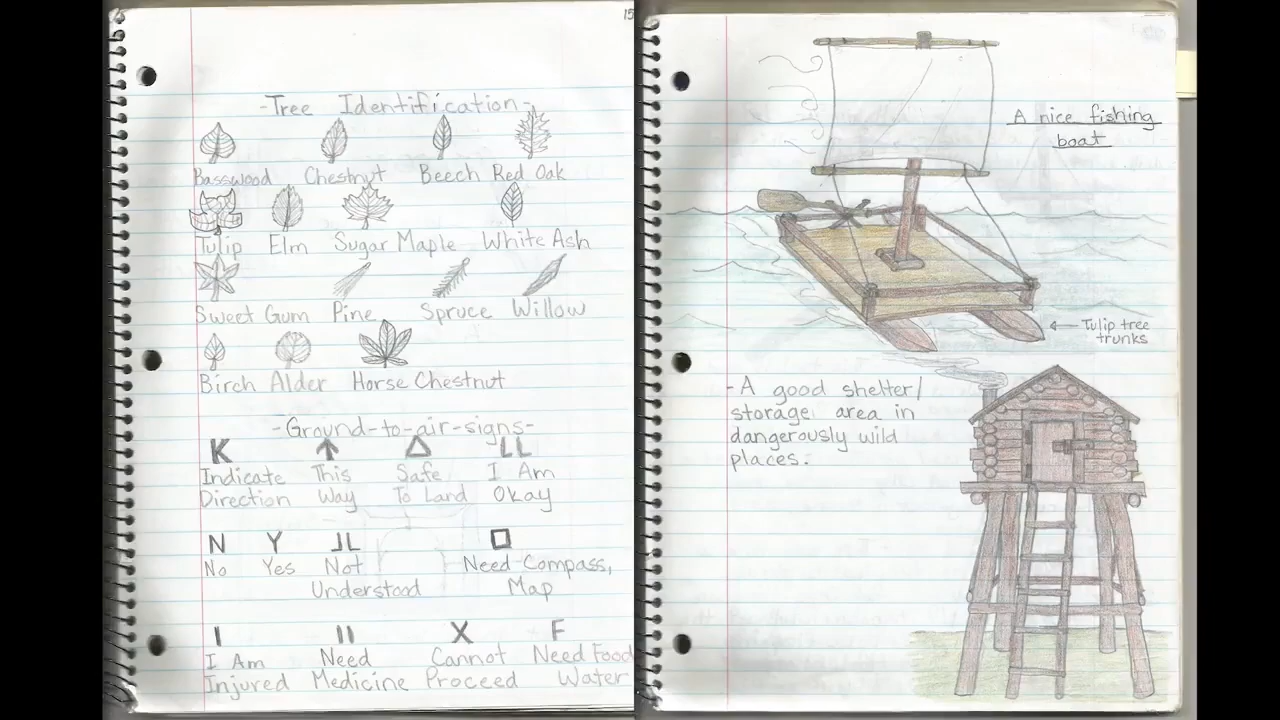 15
-Tree Identification-
Basswood Chestnut Beech Red Oak
Tulip Elm Sugar Maple White Ash
Sweet Gum Pine Spruce Willow
Birch Alder Horse Chestnut
-Ground-to-air-signs-
K ↑ △ LL
Indicate This Safe I Am
Direction Way To Land Okay
N Y ⅃L □
No Yes Not Need Compass,
Understood Map
I II X F
I Am Need Cannot Need Food
Injured Medicine Proceed Water
A nice fishing
boat
← Tulip tree
trunks
- A good shelter/
storage area in
dangerously wild
places.